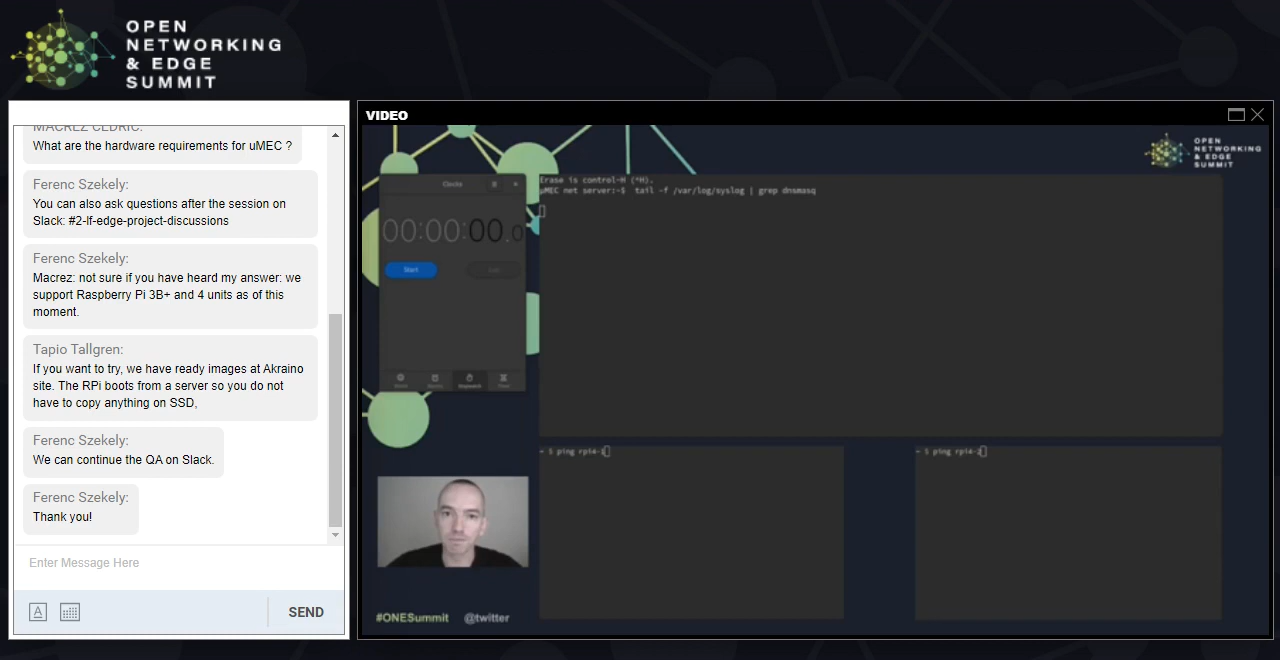 OPEN
NETWORKING
& EDGE
SUMMIT
MACREZ CEDRIC:
What are the hardware requirements for uMEC ?
Ferenc Szekely:
You can also ask questions after the session on
Slack: #2-lf-edge-project-discussions
Ferenc Szekely:
Macrez: not sure if you have heard my answer: we
support Raspberry Pi 3B+ and 4 units as of this
moment.
Tapio Tallgren:
If you want to try, we have ready images at Akraino
site. The RPi boots from a server so you do not
have to copy anything on SSD,
Ferenc Szekely:
We can continue the QA on Slack.
Ferenc Szekely:
Thank you!
Enter Message Here
A
SEND
VIDEO
OPEN
NETWORKING
& EDGE
SUMMIT
Clocks
00:00:00.0
Start
Erase is control-H (^H).
µMEC net server:~$ tail -f /var/log/syslog | grep dnsmasq
~ $ ping rpi4-1
~ $ ping rpi4-2
#ONESummit @twitter